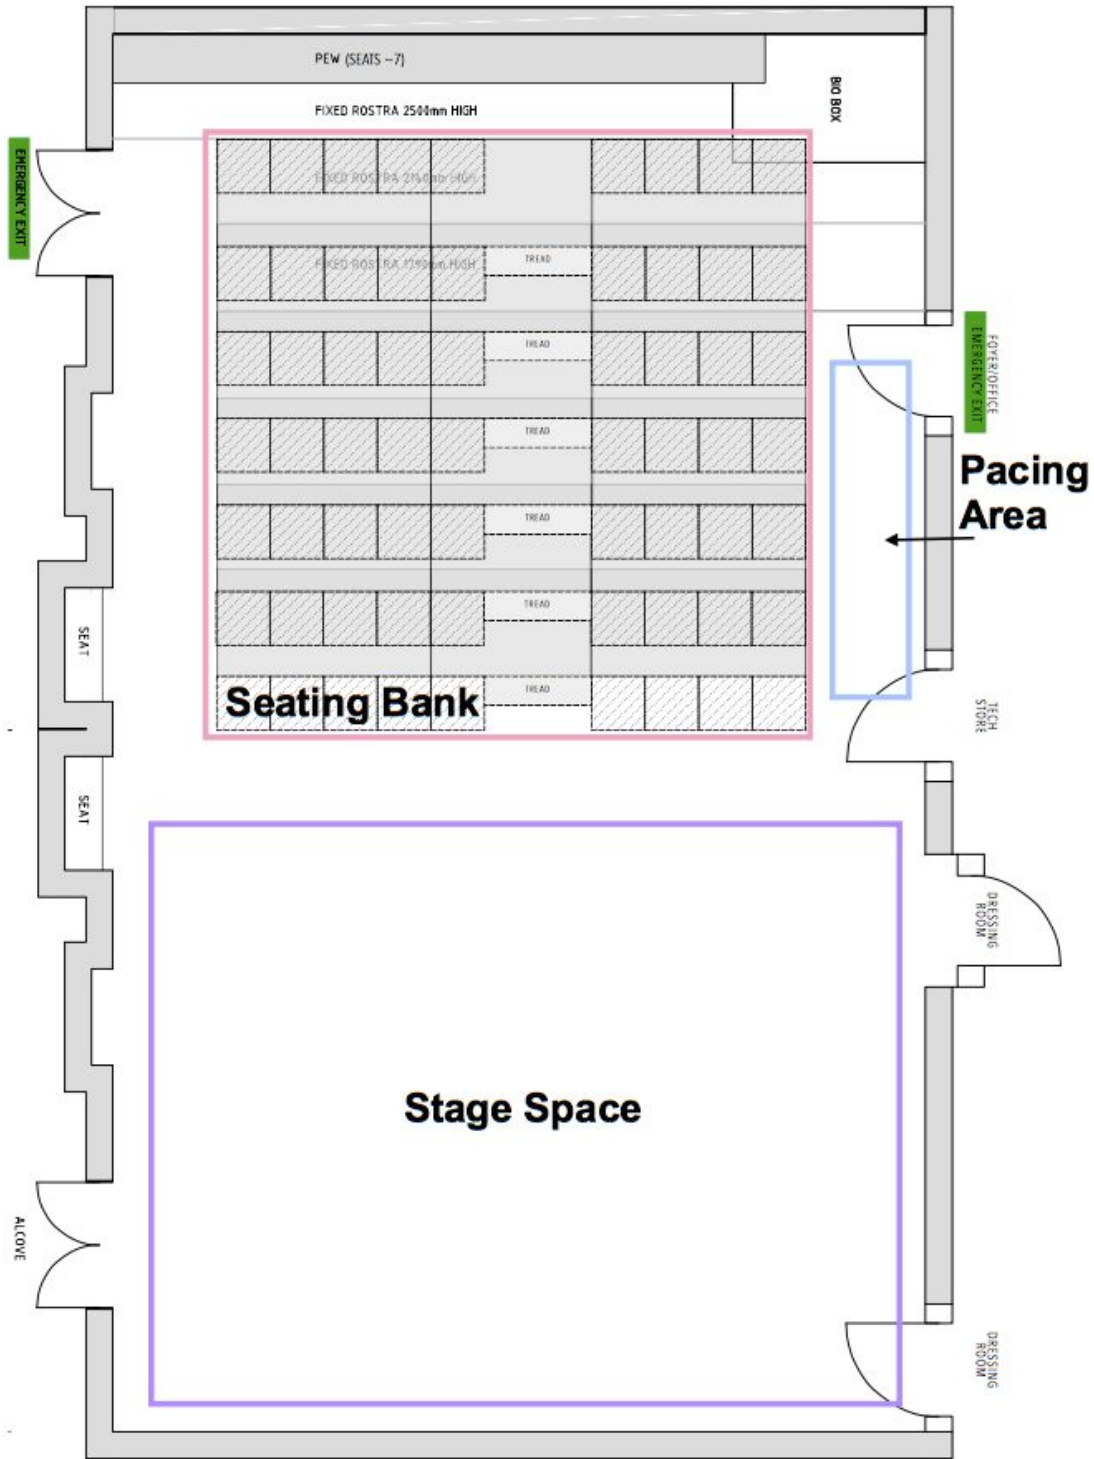 PEW (SEATS ~7)
FIXED ROSTRA 2500mm HIGH
BIO BOX
EMERGENCY EXIT
FIXED ROSTRA 2140mm HIGH
FIXED ROSTRA 1790mm HIGH
TREAD
TREAD
TREAD
TREAD
TREAD
TREAD
FOYER/OFFICE
EMERGENCY EXIT
Pacing
Area
SEAT
Seating Bank
TECH
STORE
SEAT
DRESSING
ROOM
Stage Space
ALCOVE
DRESSING
ROOM